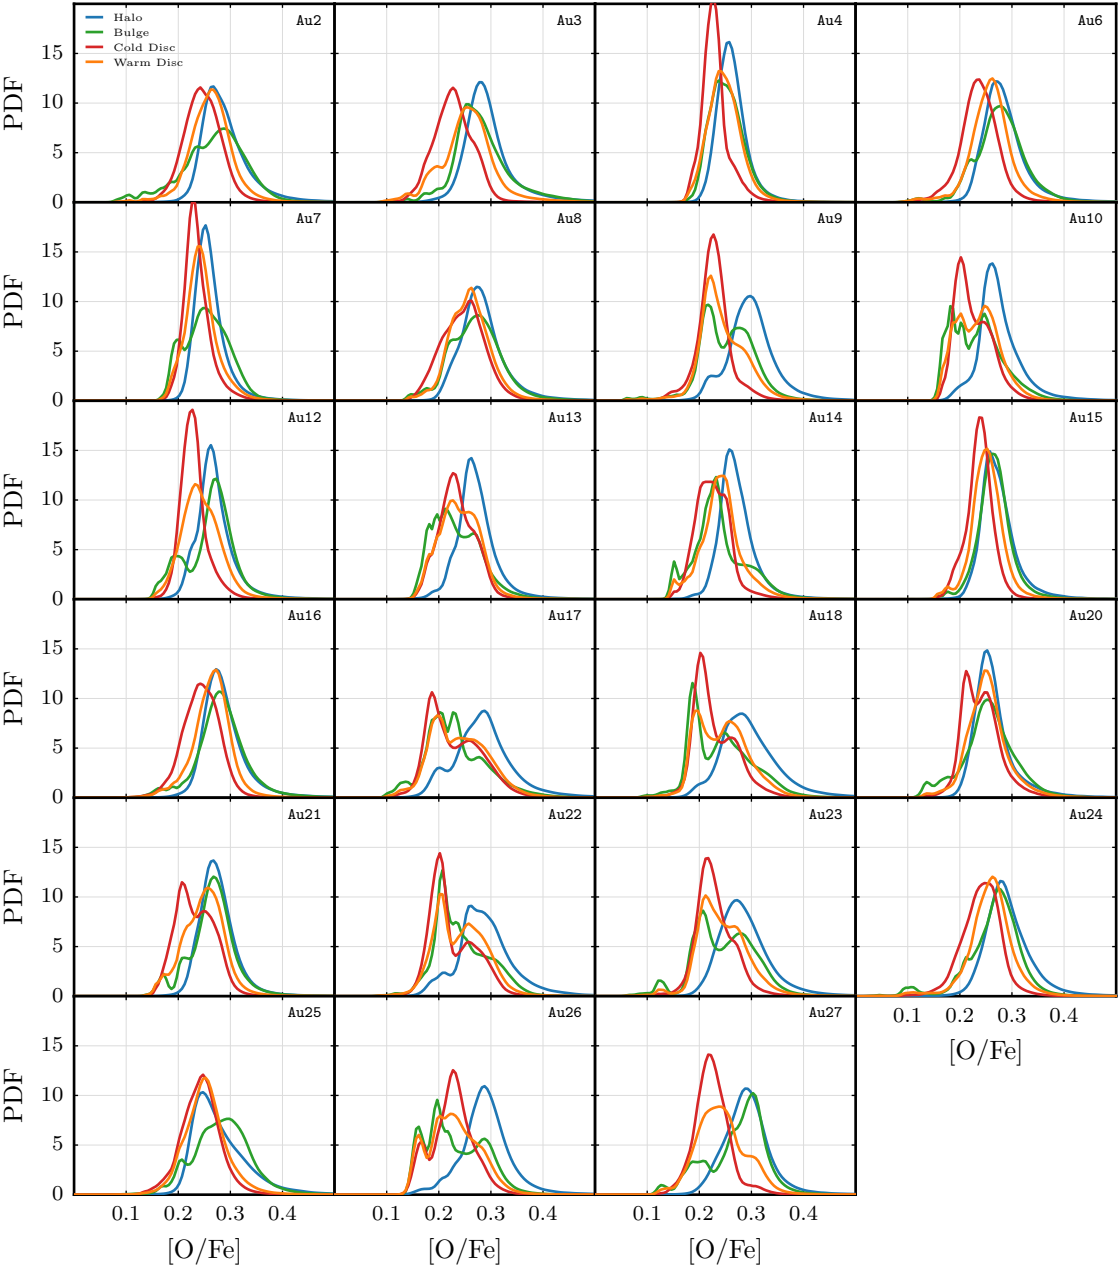 Halo
Bulge
Cold Disc
Warm Disc
Au2
Au3
Au4
Au6
PDF
15
10
5
0
Au7
Au8
Au9
Au10
PDF
15
10
5
0
Au12
Au13
Au14
Au15
PDF
15
10
5
0
Au16
Au17
Au18
Au20
PDF
15
10
5
0
Au21
Au22
Au23
Au24
PDF
15
10
5
0
0.1 0.2 0.3 0.4
[O/Fe]
Au25
Au26
Au27
PDF
15
10
5
0
0.1 0.2 0.3 0.4
0.1 0.2 0.3 0.4
0.1 0.2 0.3 0.4
[O/Fe]
[O/Fe]
[O/Fe]